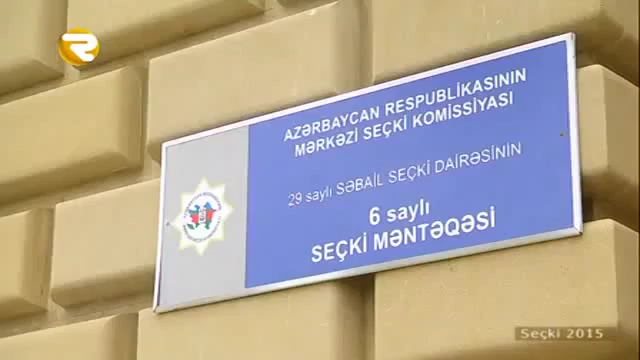 AZƏRBAYCAN RESPUBLİKASININ
MƏRKƏZİ SEÇKİ KOMİSSİYASI
29 saylı SƏBAİL SEÇKİ DAİRƏSİNİN
6 saylı
SEÇKİ MƏNTƏQƏSİ
Seçki 2015